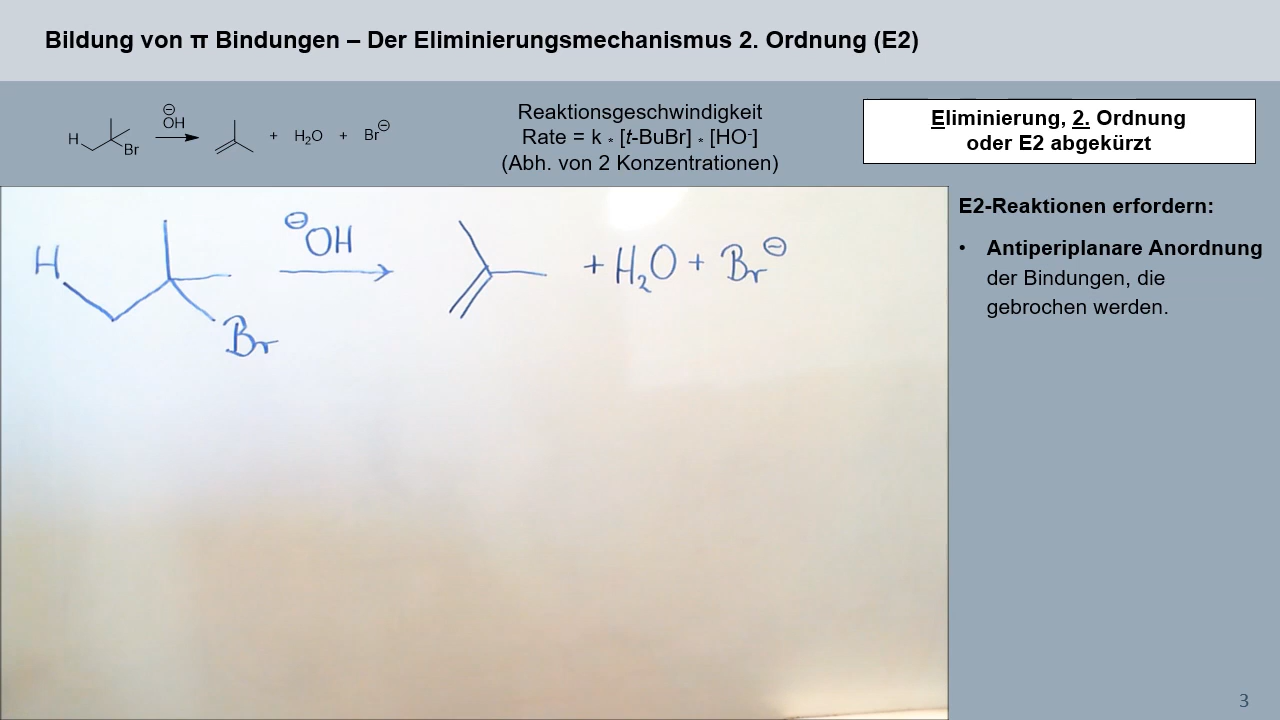 Bildung von π Bindungen – Der Eliminierungsmechanismus 2. Ordnung (E2)
H Br ⊖OH + H₂O + Br⊖
Reaktionsgeschwindigkeit
Rate = k * [t-BuBr] * [HO-]
(Abh. von 2 Konzentrationen)
Eliminierung, 2. Ordnung
oder E2 abgekürzt
H Br ⊖OH + H₂O + Br⊖
E2-Reaktionen erfordern:
• Antiperiplanare Anordnung
der Bindungen, die
gebrochen werden.
3